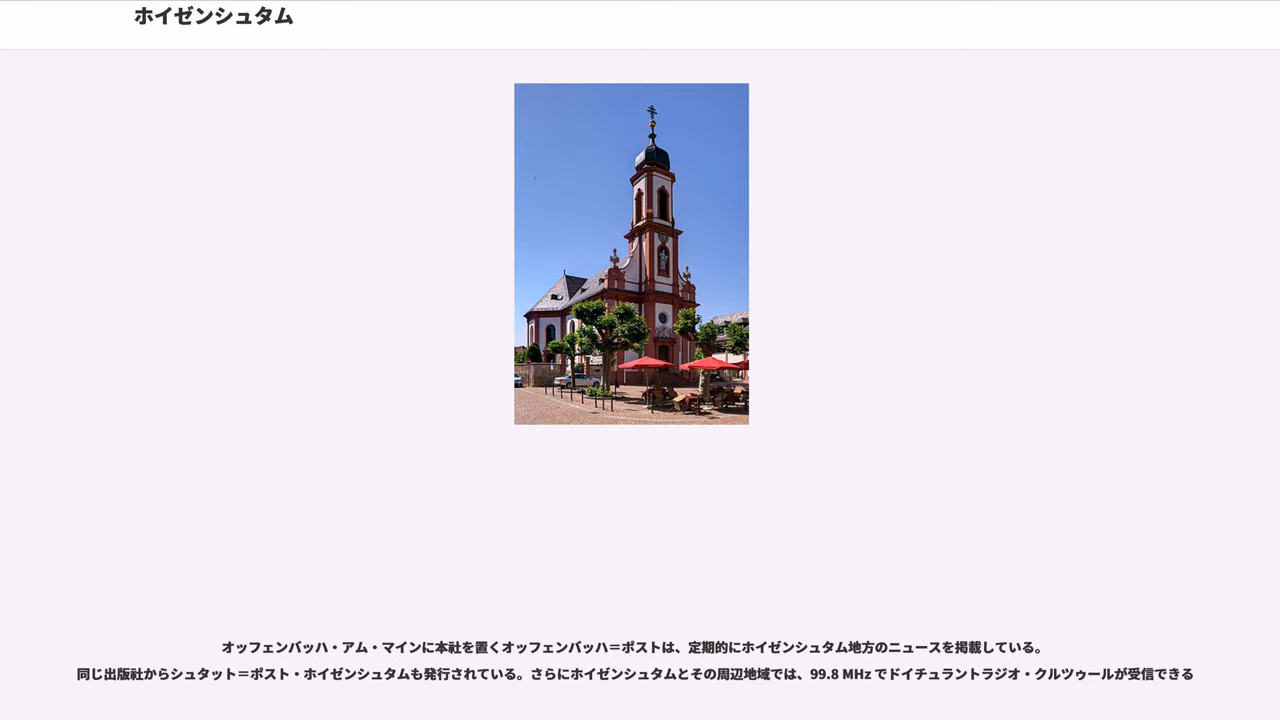 ホイゼンシュタム
オッフェンバッハ・アム・マインに本社を置くオッフェンバッハ＝ポストは、定期的にホイゼンシュタム地方のニュースを掲載している。
同じ出版社からシュタット＝ポスト・ホイゼンシュタムも発行されている。さらにホイゼンシュタムとその周辺地域では、99.8 MHz でドイチュラントラジオ・クルツゥールが受信できる